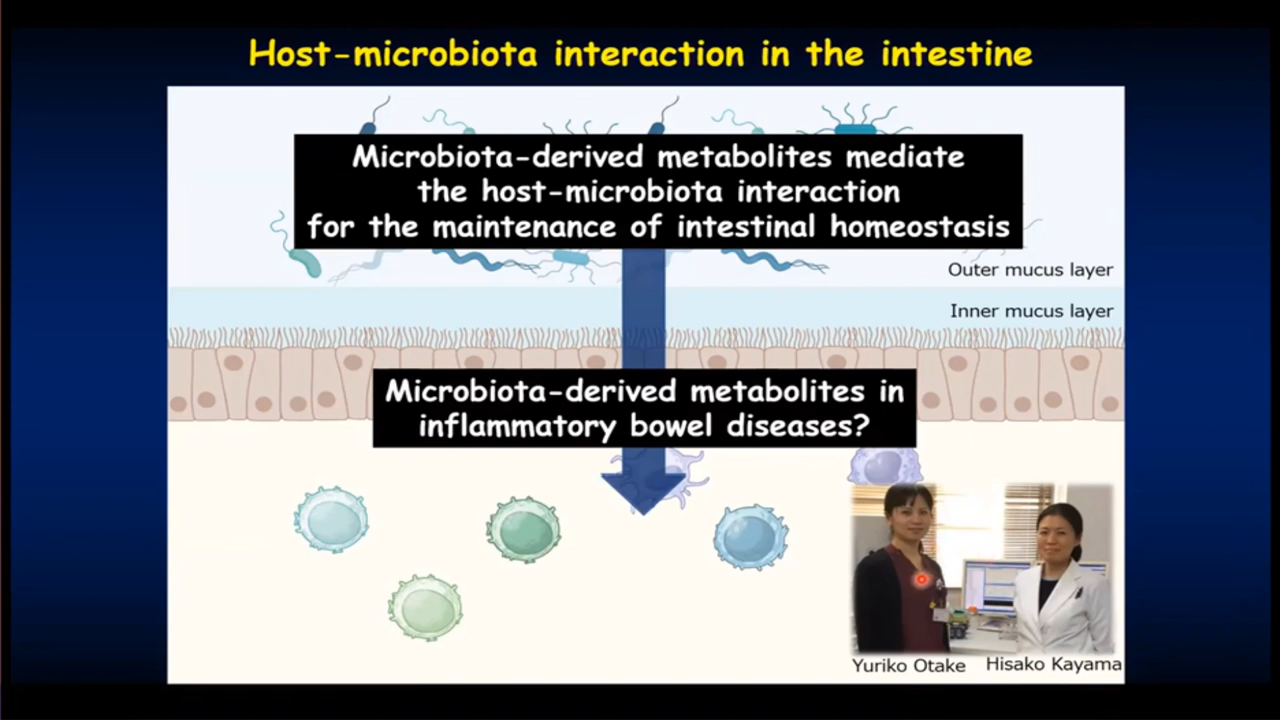 Host-microbiota interaction in the intestine
Microbiota-derived metabolites mediate
the host-microbiota interaction
for the maintenance of intestinal homeostasis
Outer mucus layer
Inner mucus layer
Microbiota-derived metabolites in
inflammatory bowel diseases?
Yuriko Otake
Hisako Kayama